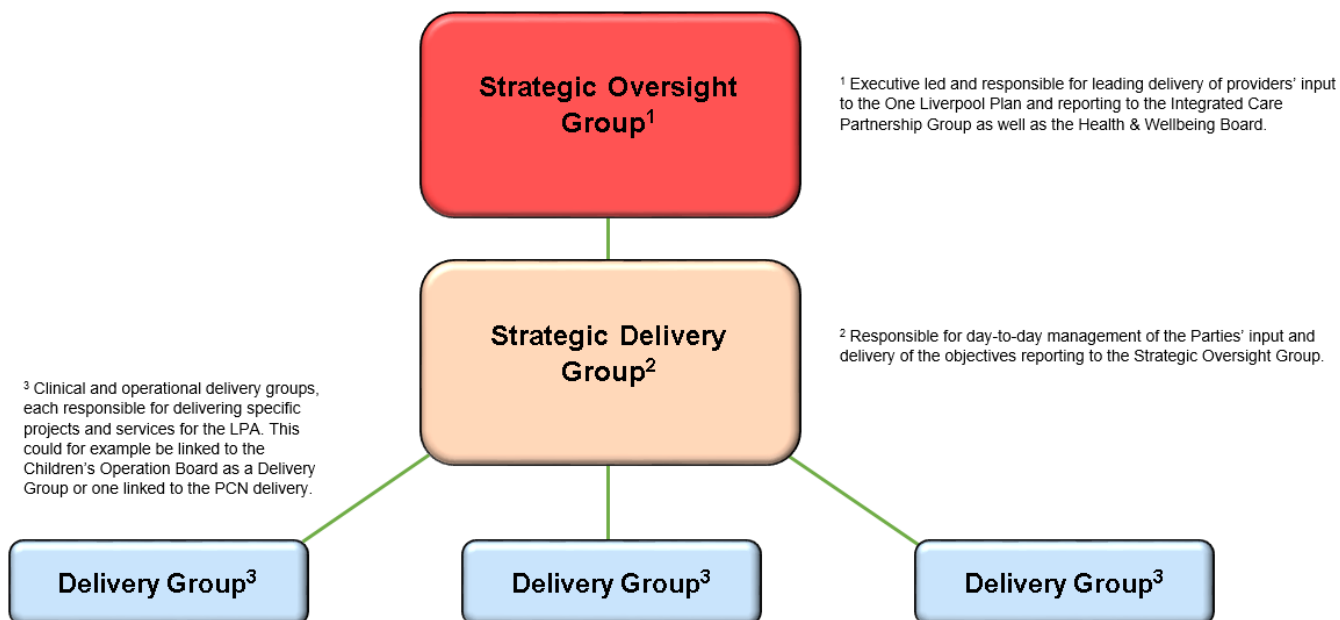 Strategic Oversight
Group¹
¹ Executive led and responsible for leading delivery of providers’ input
to the One Liverpool Plan and reporting to the Integrated Care
Partnership Group as well as the Health & Wellbeing Board.
Strategic Delivery
Group²
² Responsible for day-to-day management of the Parties’ input and
delivery of the objectives reporting to the Strategic Oversight Group.
³ Clinical and operational delivery groups,
each responsible for delivering specific
projects and services for the LPA. This
could for example be linked to the
Children’s Operation Board as a Delivery
Group or one linked to the PCN delivery.
Delivery Group³
Delivery Group³
Delivery Group³